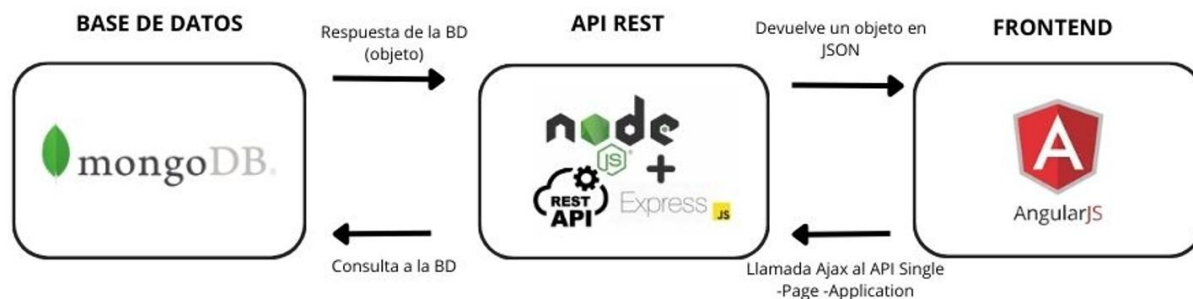 BASE DE DATOS
Respuesta de la BD
(objeto)
API REST
Devuelve un objeto en
JSON
FRONTEND
mongoDB.
node
JS
+
REST
API
Express
JS
A
AngularJS
Consulta a la BD
Llamada Ajax al API Single
-Page -Application